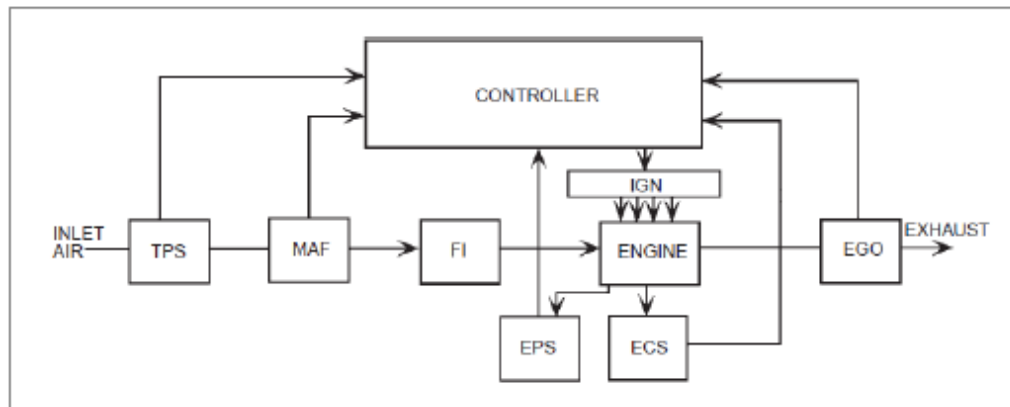 CONTROLLER
IGN
INLET
AIR
TPS
MAF
FI
ENGINE
EGO
EXHAUST
EPS
ECS